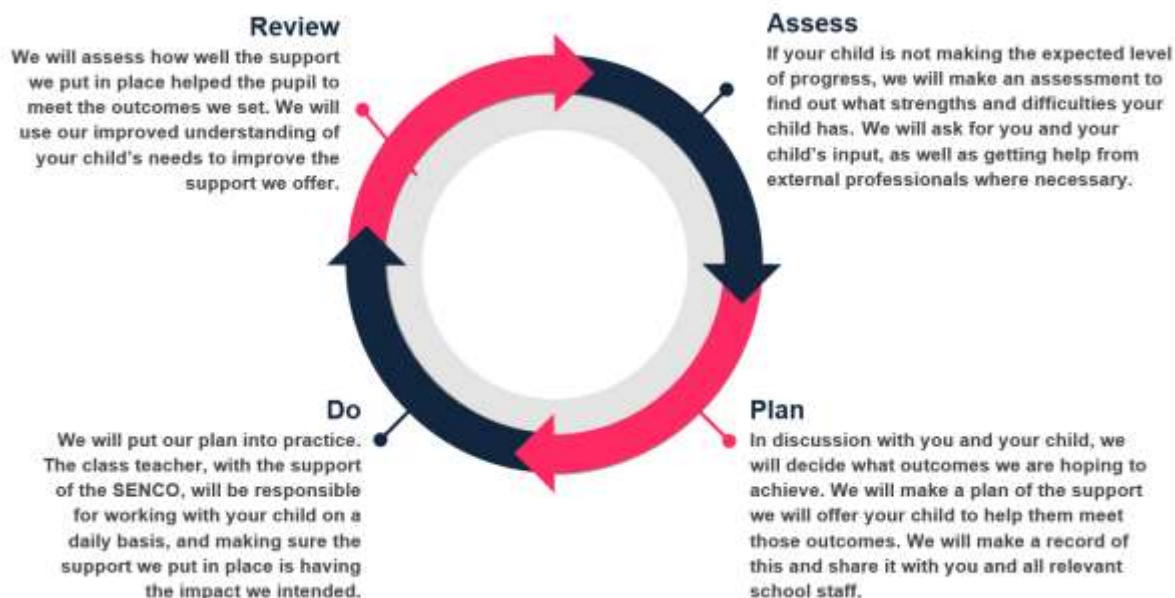 Review
We will assess how well the support
we put in place helped the pupil to
meet the outcomes we set. We will
use our improved understanding of
your child's needs to improve the
support we offer.
Assess
If your child is not making the expected level
of progress, we will make an assessment to
find out what strengths and difficulties your
child has. We will ask for you and your
child's input, as well as getting help from
external professionals where necessary.
Do
We will put our plan into practice.
The class teacher, with the support
of the SENCO, will be responsible
for working with your child on a
daily basis, and making sure the
support we put in place is having
the impact we intended.
Plan
In discussion with you and your child, we
will decide what outcomes we are hoping to
achieve. We will make a plan of the support
we will offer your child to help them meet
those outcomes. We will make a record of
this and share it with you and all relevant
school staff.